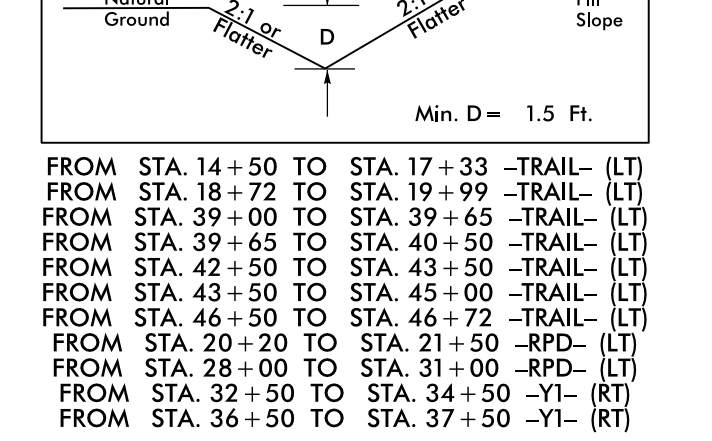 Natural
Ground
2:1 or
Flatter
D
2:1
Flatter
Fill
Slope
Min. D = 1.5 Ft.
FROM STA. 14+50 TO STA. 17+33 -TRAIL- (LT)
FROM STA. 18+72 TO STA. 19+99 -TRAIL- (LT)
FROM STA. 39+00 TO STA. 39+65 -TRAIL- (LT)
FROM STA. 39+65 TO STA. 40+50 -TRAIL- (LT)
FROM STA. 42+50 TO STA. 43+50 -TRAIL- (LT)
FROM STA. 43+50 TO STA. 45+00 -TRAIL- (LT)
FROM STA. 46+50 TO STA. 46+72 -TRAIL- (LT)
FROM STA. 20+20 TO STA. 21+50 -RPD- (LT)
FROM STA. 28+00 TO STA. 31+00 -RPD- (LT)
FROM STA. 32+50 TO STA. 34+50 -Y1- (RT)
FROM STA. 36+50 TO STA. 37+50 -Y1- (RT)